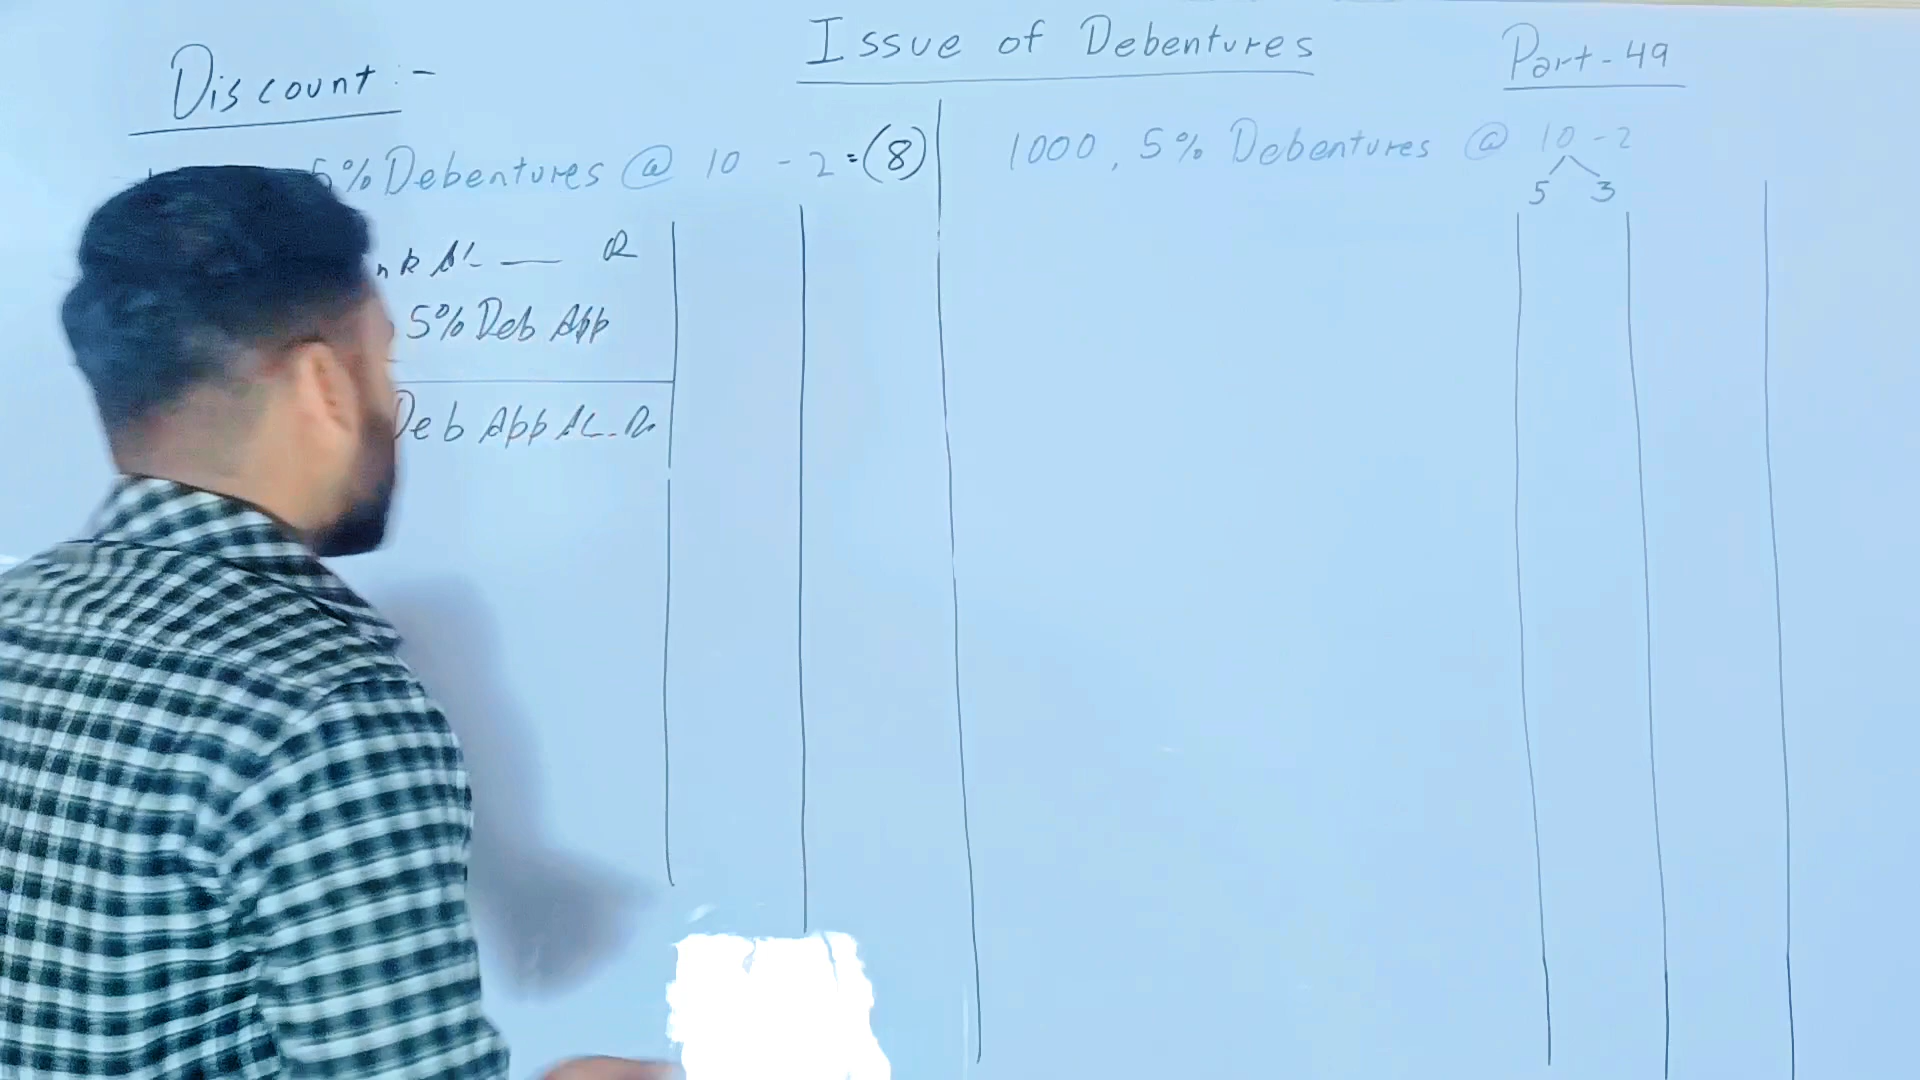 Issue of Debentures
Part - 49
Discount :-
5% Debentures @ 10 - 2 = (8)
5% Deb App
Deb App A/c - Dr
1000, 5% Debentures @ 10 - 2
5 3